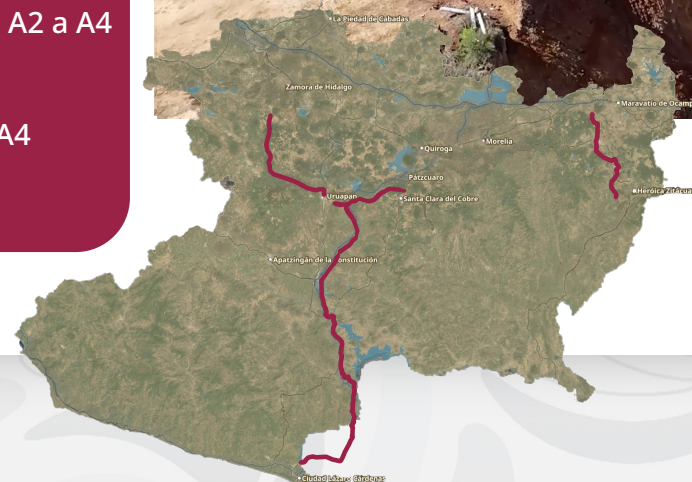 A2 a A4
A4
La Piedad de Cabadas
Zamora de Hidalgo
Maravatío de Ocamp
Morelia
Quiroga
Pátzcuaro
Heróica Zitácua
Uruapan
Santa Clara del Cobre
Apatzingán de la Constitución
Ciudad Lázaro Cárdenas